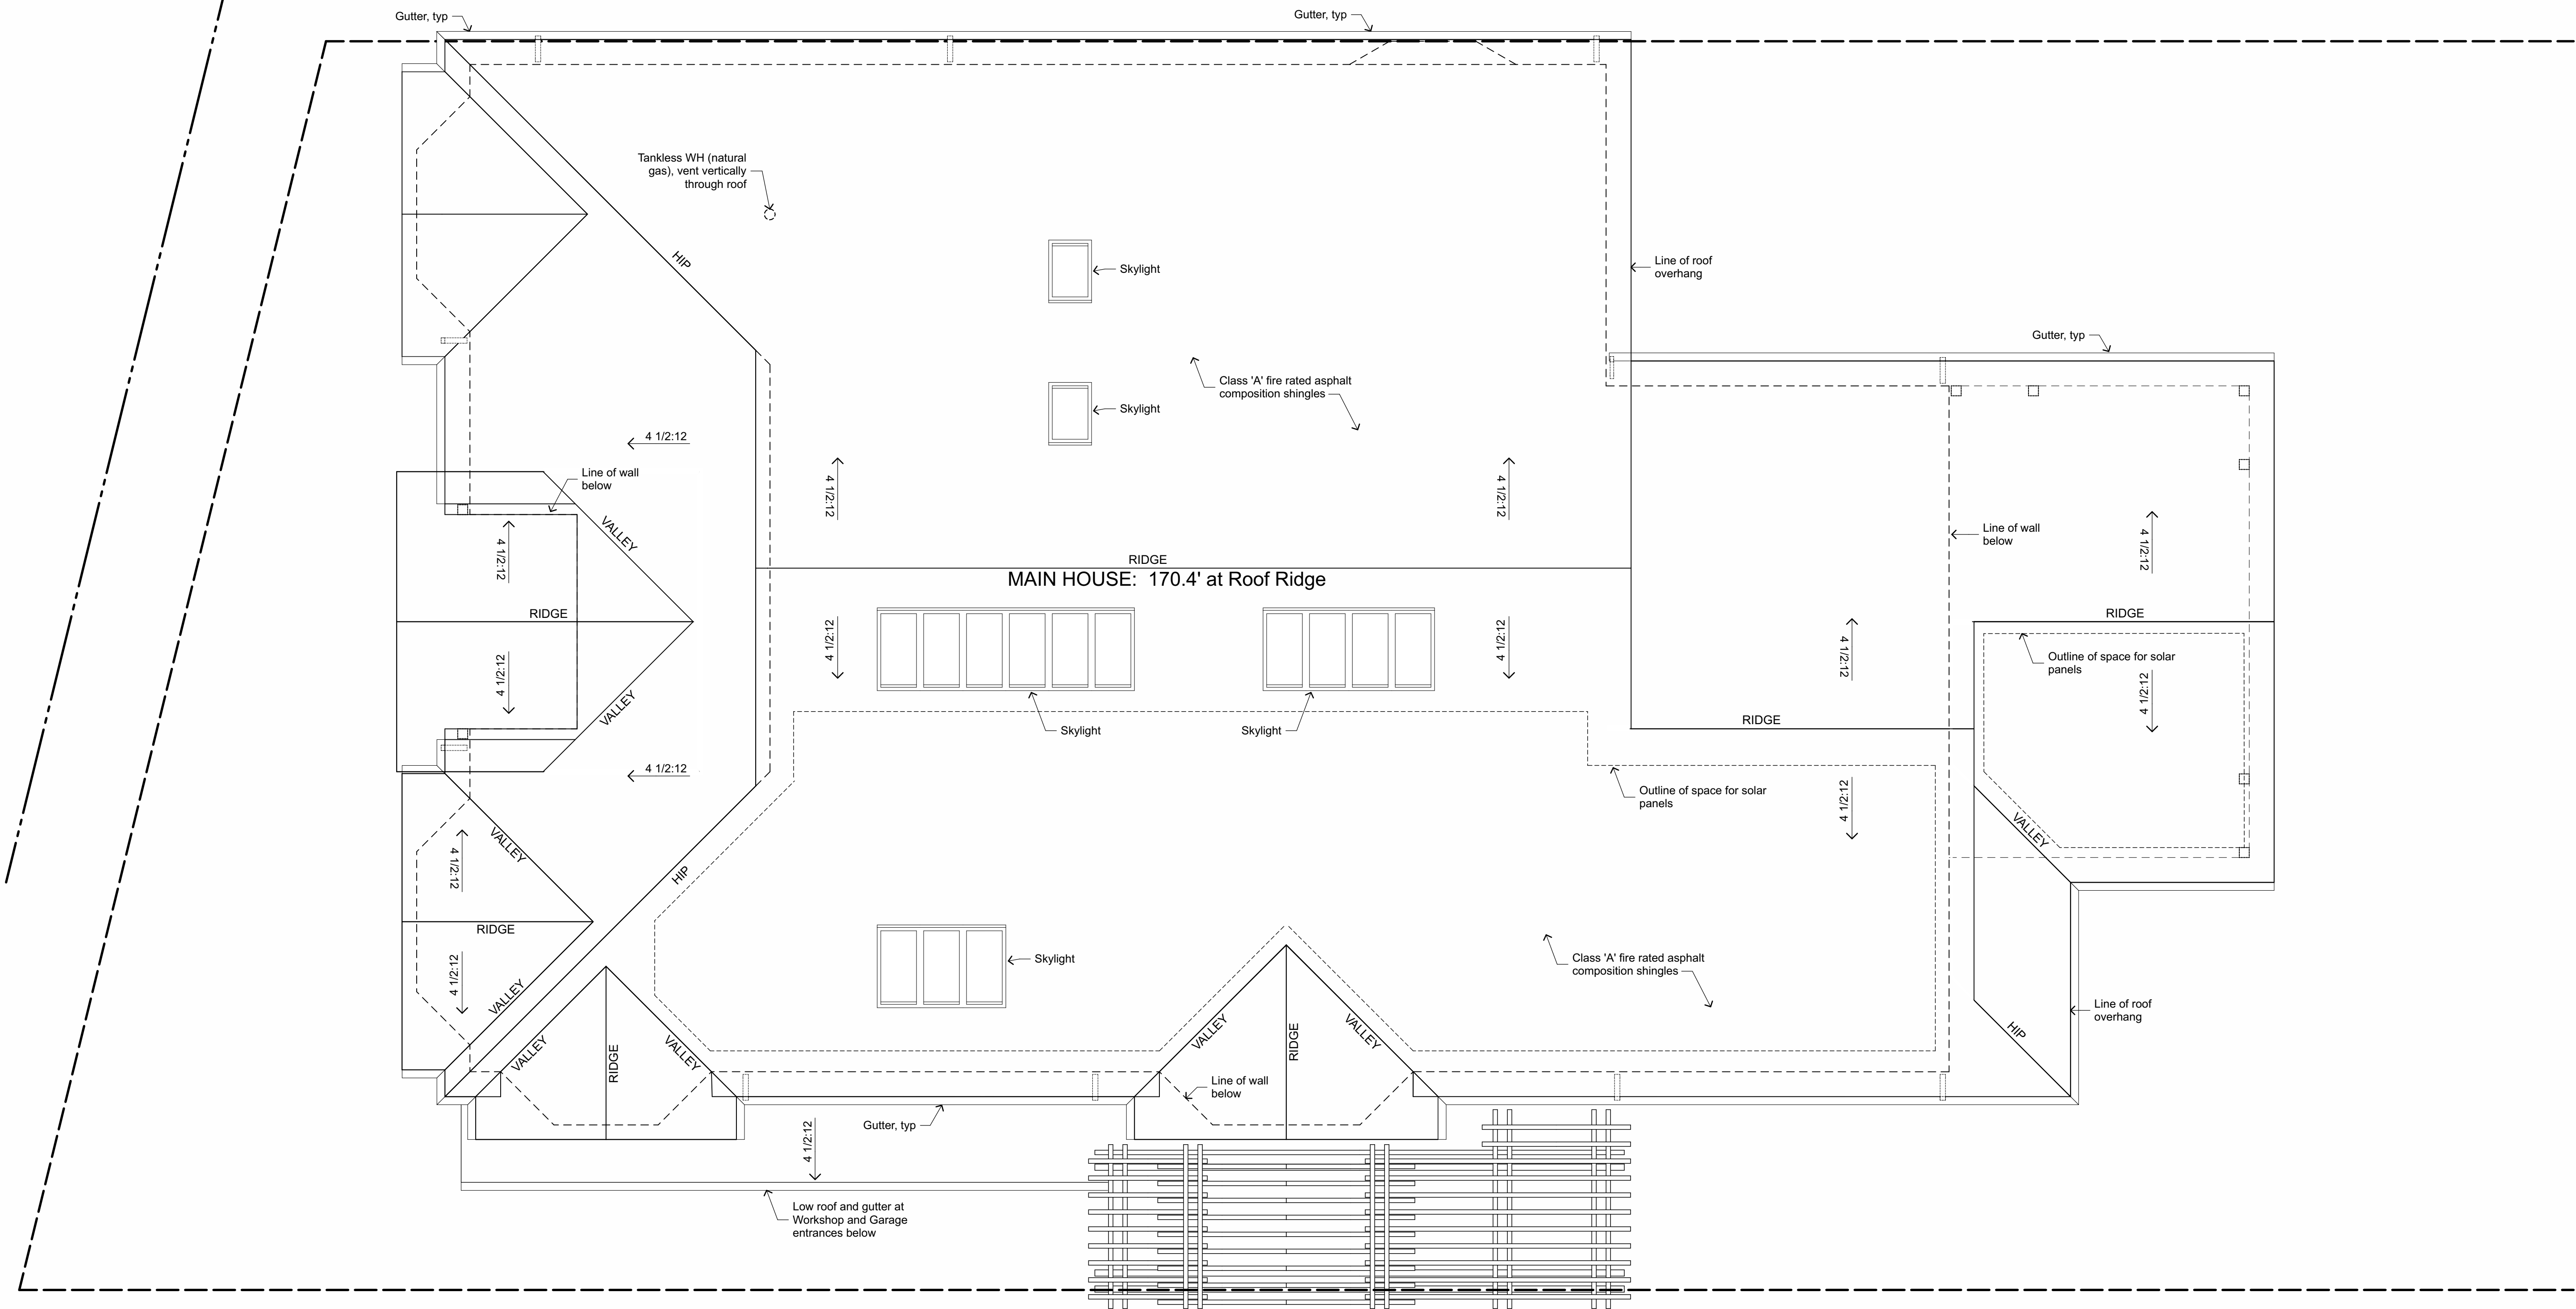 Gutter, typ
Gutter, typ
Tankless WH (natural
gas), vent vertically
through roof
HIP
Skylight
Line of roof
overhang
Gutter, typ
Class 'A' fire rated asphalt
composition shingles
Skylight
4 1/2:12
Line of wall
below
4 1/2:12
4 1/2:12
VALLEY
4 1/2:12
Line of wall
below
4 1/2:12
RIDGE
MAIN HOUSE:  170.4' at Roof Ridge
RIDGE
RIDGE
4 1/2:12
4 1/2:12
4 1/2:12
4 1/2:12
Outline of space for solar
panels
4 1/2:12
VALLEY
RIDGE
Skylight
Skylight
4 1/2:12
Outline of space for solar
panels
4 1/2:12
VALLEY
VALLEY
4 1/2:12
HIP
RIDGE
Skylight
Class 'A' fire rated asphalt
composition shingles
4 1/2:12
VALLEY
Line of roof
overhang
HIP
VALLEY
RIDGE
VALLEY
VALLEY
RIDGE
VALLEY
Line of wall
below
Gutter, typ
4 1/2:12
Low roof and gutter at
Workshop and Garage
entrances below